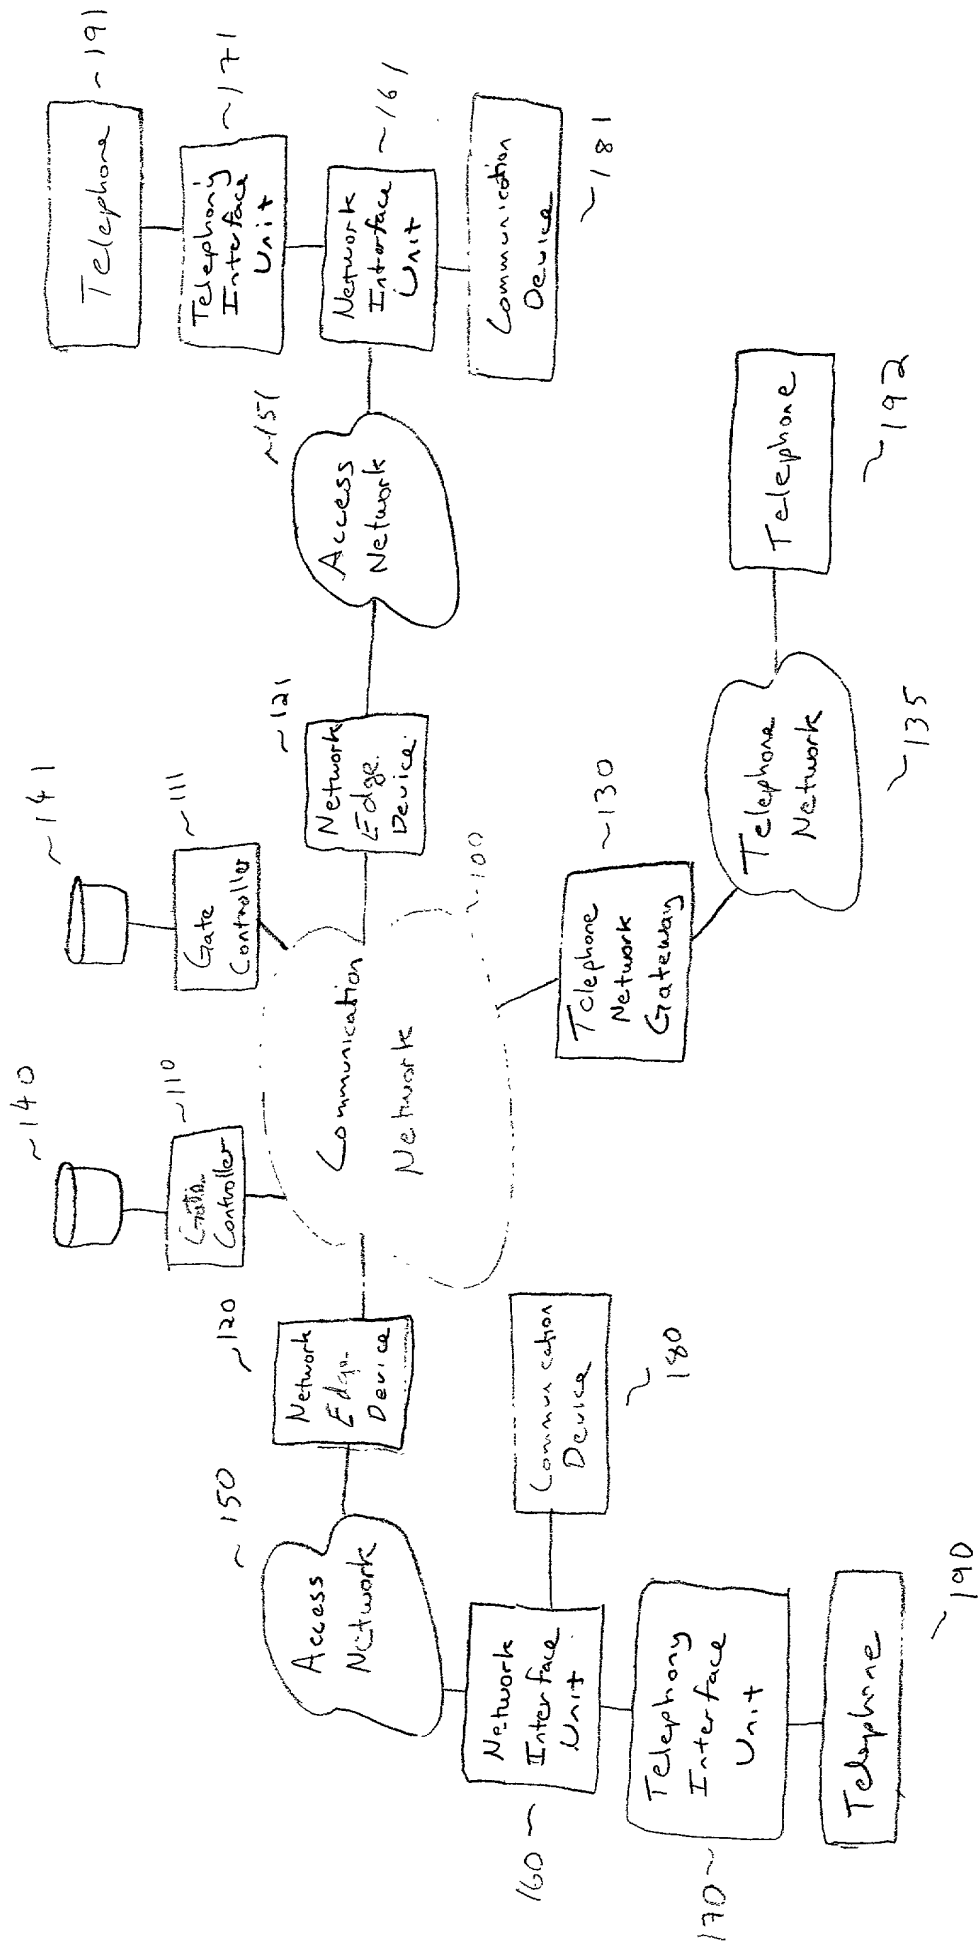 ~140
~141
~110
~111
Gate
Controller
Gate
Controller
~120
~121
Network
Edge
Device
Network
Edge
Device.
Communication
Network
~100
~150
~151
Access
Network
Access
Network
160~
Network
Interface
Unit
Communication
Device
~180
170~
Telephony
Interface
Unit
Telephone
~190
Telephone
Network
Gateway
~130
Telephone
Network
~135
Telephone
~192
Telephone
~191
Telephony
Interface
Unit
~171
Network
Interface
Unit
~161
Communication
Device
~181